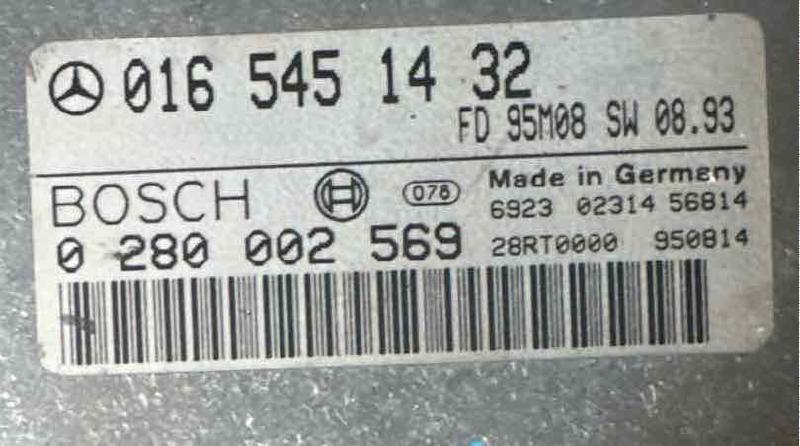 016 545 14 32
FD 95M08 SW 08.93
BOSCH 076 Made in Germany
6923 02314 56814
0 280 002 569 28RT0000 950814